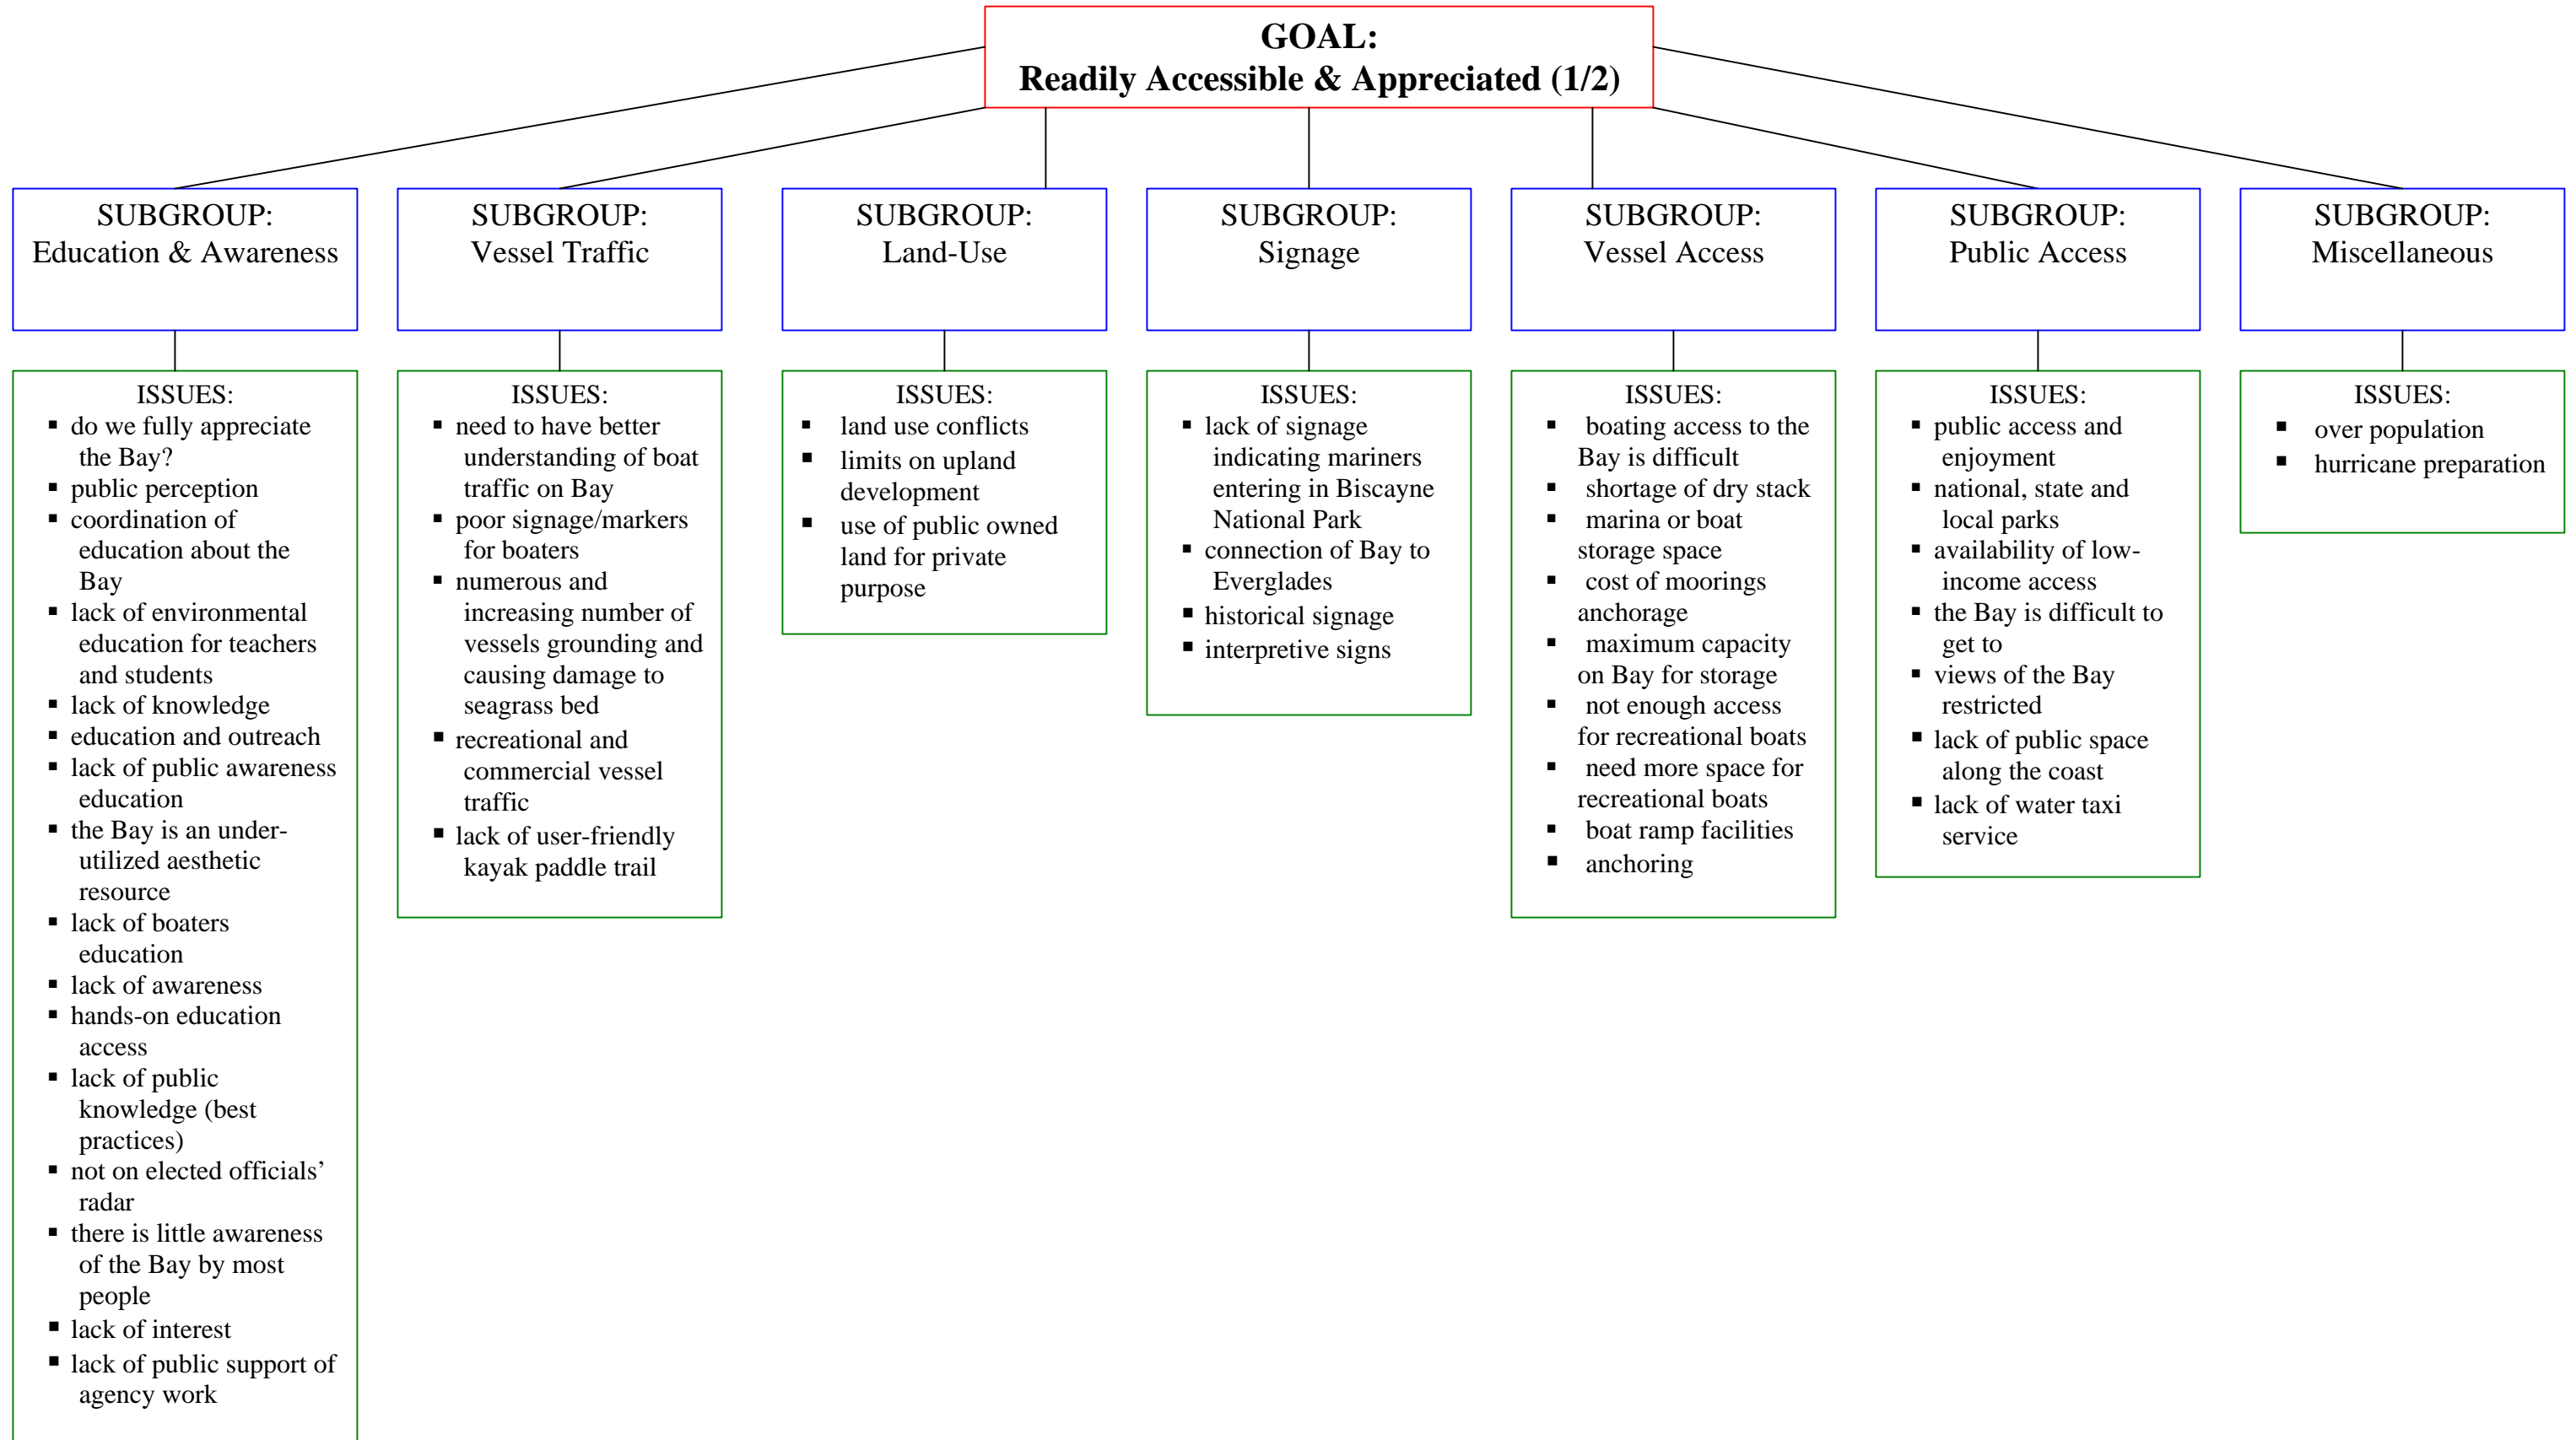 GOAL:
Readily Accessible & Appreciated (1/2)
SUBGROUP:
Education & Awareness
SUBGROUP:
Vessel Traffic
SUBGROUP:
Land-Use
SUBGROUP:
Signage
SUBGROUP:
Vessel Access
SUBGROUP:
Public Access
SUBGROUP:
Miscellaneous
ISSUES:
▪ do we fully appreciate
the Bay?
▪ public perception
▪ coordination of
education about the
Bay
▪ lack of environmental
education for teachers
and students
▪ lack of knowledge
▪ education and outreach
▪ lack of public awareness
education
▪ the Bay is an under-
utilized aesthetic
resource
▪ lack of boaters
education
▪ lack of awareness
▪ hands-on education
access
▪ lack of public
knowledge (best
practices)
▪ not on elected officials’
radar
▪ there is little awareness
of the Bay by most
people
▪ lack of interest
▪ lack of public support of
agency work
ISSUES:
▪ need to have better
understanding of boat
traffic on Bay
▪ poor signage/markers
for boaters
▪ numerous and
increasing number of
vessels grounding and
causing damage to
seagrass bed
▪ recreational and
commercial vessel
traffic
▪ lack of user-friendly
kayak paddle trail
ISSUES:
▪ land use conflicts
▪ limits on upland
development
▪ use of public owned
land for private
purpose
ISSUES:
▪ lack of signage
indicating mariners
entering in Biscayne
National Park
▪ connection of Bay to
Everglades
▪ historical signage
▪ interpretive signs
ISSUES:
▪ boating access to the
Bay is difficult
▪ shortage of dry stack
▪ marina or boat
storage space
▪ cost of moorings
anchorage
▪ maximum capacity
on Bay for storage
▪ not enough access
for recreational boats
▪ need more space for
recreational boats
▪ boat ramp facilities
▪ anchoring
ISSUES:
▪ public access and
enjoyment
▪ national, state and
local parks
▪ availability of low-
income access
▪ the Bay is difficult to
get to
▪ views of the Bay
restricted
▪ lack of public space
along the coast
▪ lack of water taxi
service
ISSUES:
▪ over population
▪ hurricane preparation